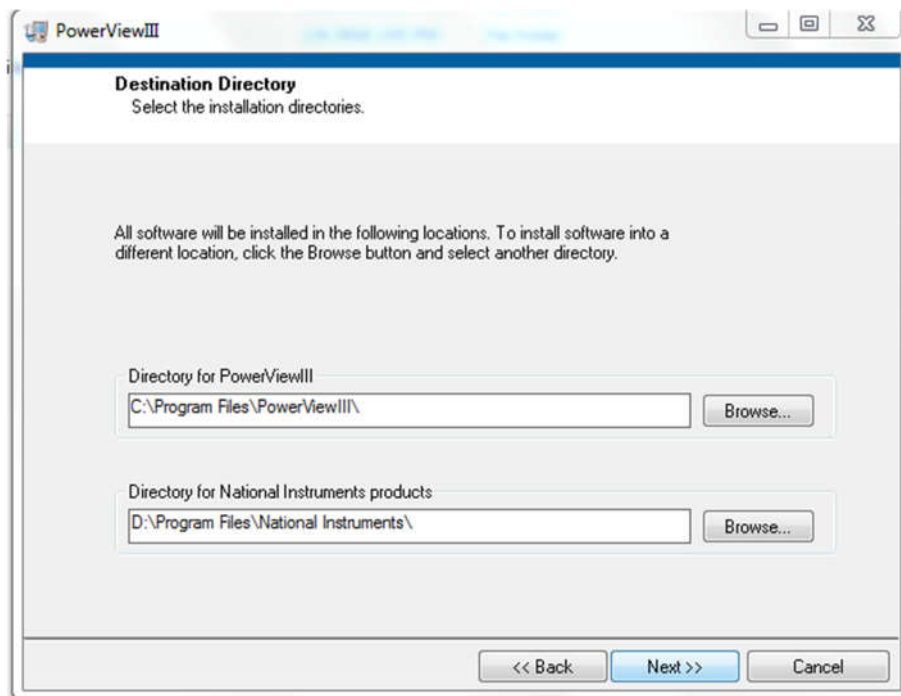 PowerViewIII
Destination Directory
Select the installation directories.
All software will be installed in the following locations. To install software into a
different location, click the Browse button and select another directory.
Directory for PowerViewIII
C:\Program Files\PowerViewIII\
Browse...
Directory for National Instruments products
D:\Program Files\National Instruments\
Browse...
<< Back
Next >>
Cancel